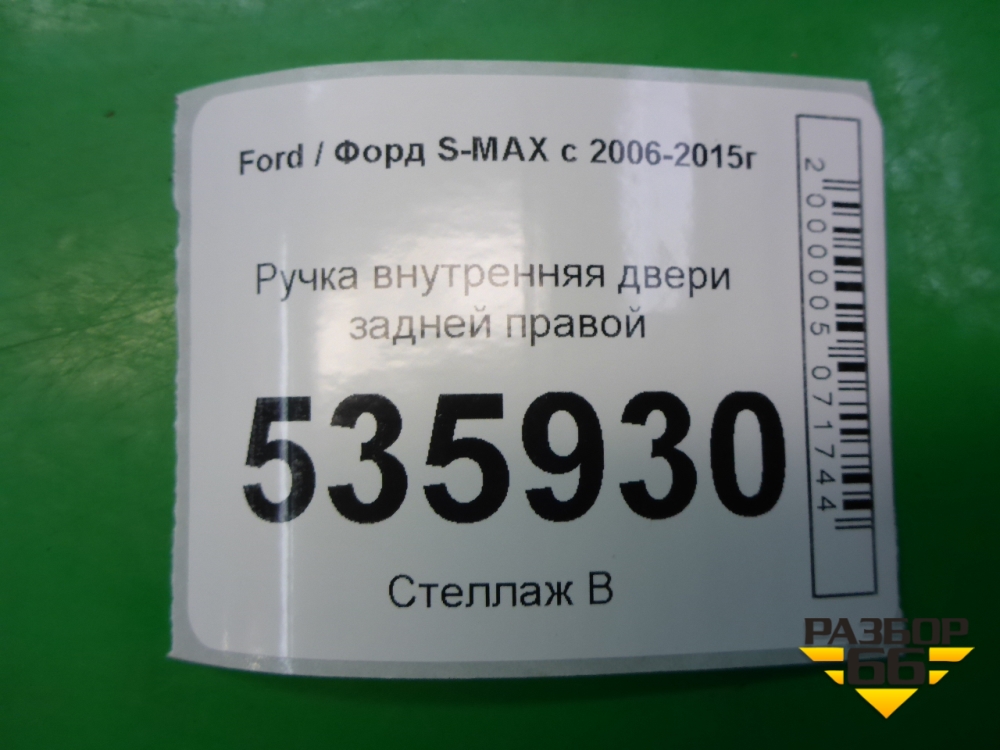 Ford / Форд S-MAX с 2006-2015г
Ручка внутренняя двери
задней правой
535930
Стеллаж В
2000005071744
РАЗБОР
66